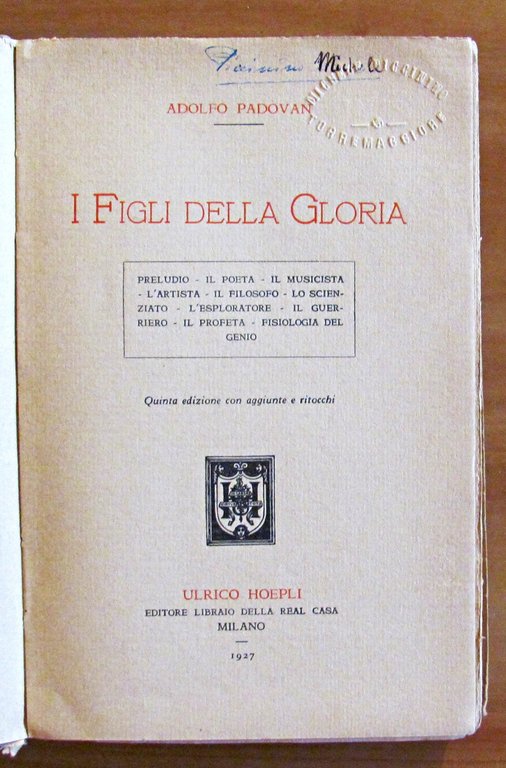 Michele
ADOLFO PADOVAN
TORREMAGGIORE
I FIGLI DELLA GLORIA
PRELUDIO - IL POETA - IL MUSICISTA
- L'ARTISTA - IL FILOSOFO - LO SCIEN-
ZIATO - L'ESPLORATORE - IL GUER-
RIERO - IL PROFETA - FISIOLOGIA DEL
GENIO
Quinta edizione con aggiunte e ritocchi
ULRICO HOEPLI
EDITORE LIBRAIO DELLA REAL CASA
MILANO
1927